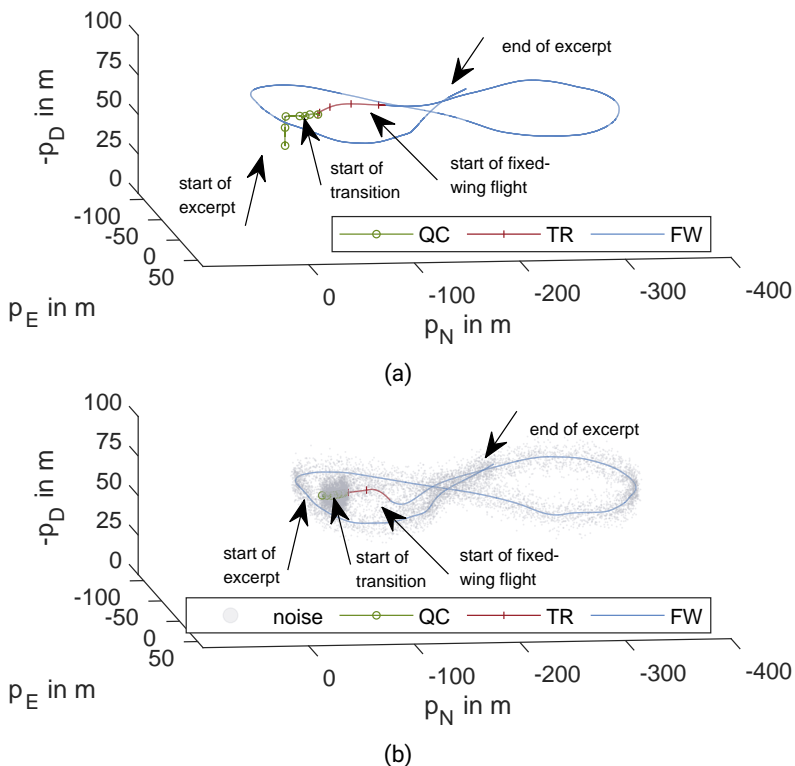 100
75
50
25
0
-p_D in m
-100
-50
0
50
p_E in m
end of excerpt
start of
excerpt
start of
transition
start of fixed-
wing flight
QC TR FW
0 -100 -200 -300 -400
p_N in m
(a)
100
75
50
25
0
-p_D in m
-100
-50
0
50
p_E in m
end of excerpt
start of
excerpt
start of
transition
start of fixed-
wing flight
noise QC TR FW
0 -100 -200 -300 -400
p_N in m
(b)